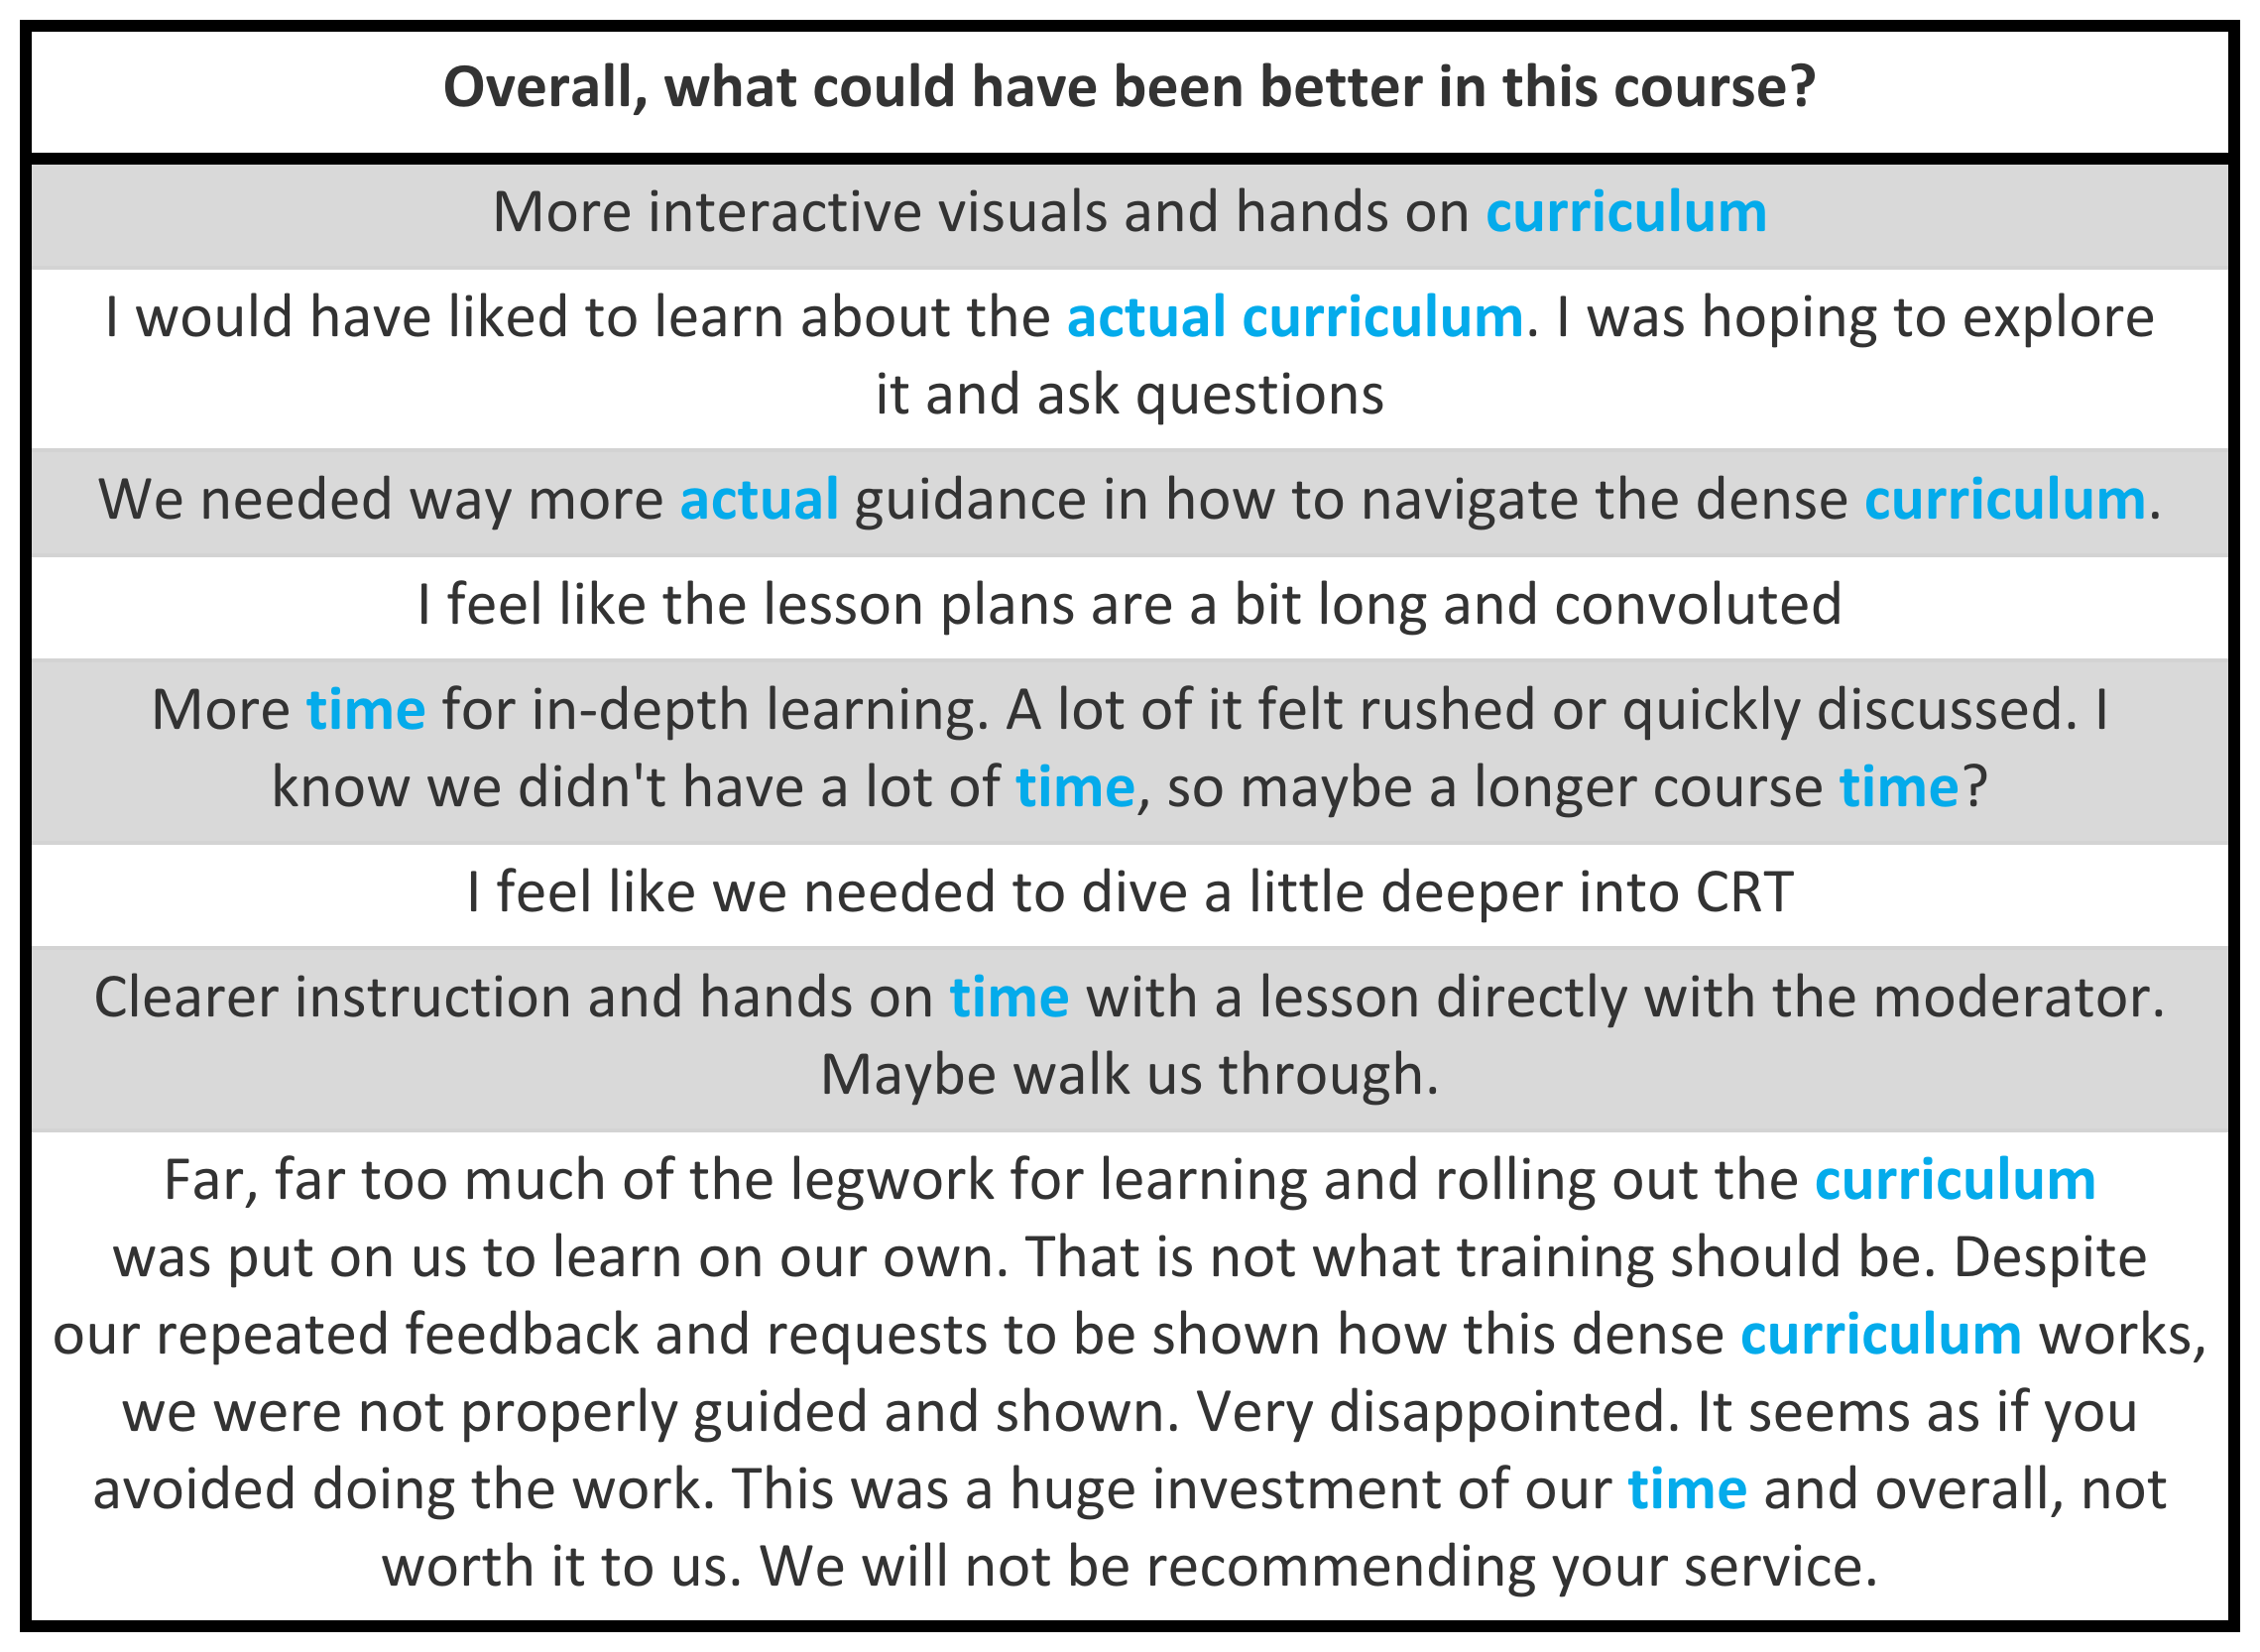 Overall, what could have been better in this course?
More interactive visuals and hands on curriculum
I would have liked to learn about the actual curriculum. I was hoping to explore
it and ask questions
We needed way more actual guidance in how to navigate the dense curriculum.
I feel like the lesson plans are a bit long and convoluted
More time for in-depth learning. A lot of it felt rushed or quickly discussed. I
know we didn't have a lot of time, so maybe a longer course time?
I feel like we needed to dive a little deeper into CRT
Clearer instruction and hands on time with a lesson directly with the moderator.
Maybe walk us through.
Far, far too much of the legwork for learning and rolling out the curriculum
was put on us to learn on our own. That is not what training should be. Despite
our repeated feedback and requests to be shown how this dense curriculum works,
we were not properly guided and shown. Very disappointed. It seems as if you
avoided doing the work. This was a huge investment of our time and overall, not
worth it to us. We will not be recommending your service.